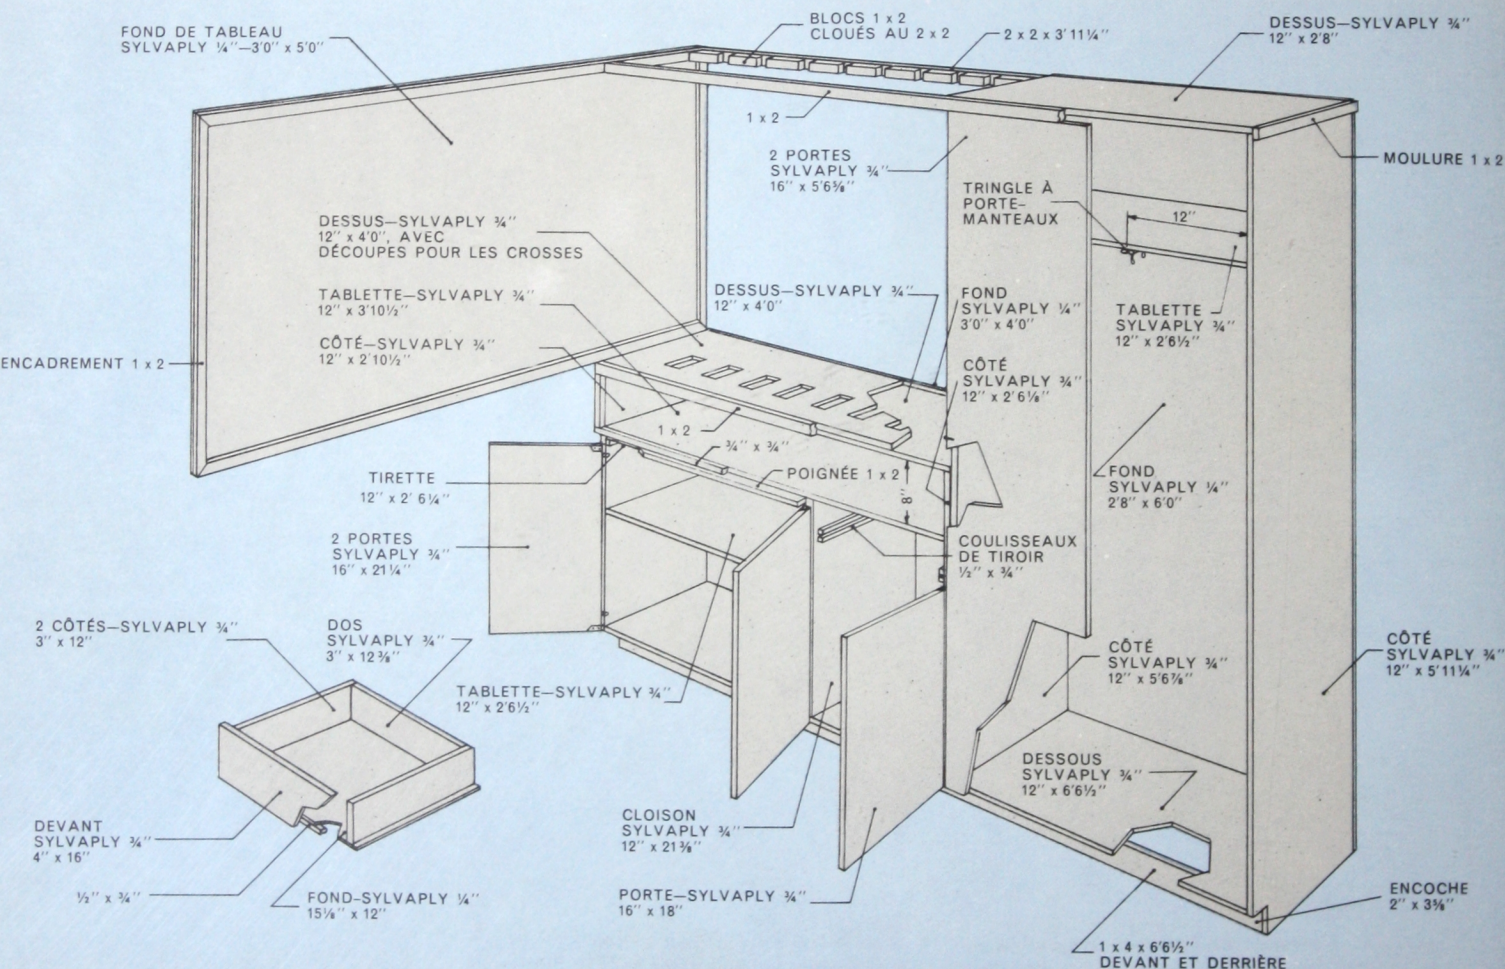 FOND DE TABLEAU
SYLVAPLY ¼"—3'0" x 5'0"
BLOCS 1 x 2
CLOUÉS AU 2 x 2
2 x 2 x 3'11¼"
DESSUS—SYLVAPLY ¾"
12" x 2'8"
1 x 2
MOULURE 1 x 2
2 PORTES
SYLVAPLY ¾"
16" x 5'6⅝"
TRINGLE À
PORTE-
MANTEAUX
12"
DESSUS—SYLVAPLY ¾"
12" x 4'0", AVEC
DÉCOUPES POUR LES CROSSES
TABLETTE—SYLVAPLY ¾"
12" x 3'10½"
CÔTÉ—SYLVAPLY ¾"
12" x 2'10½"
ENCADREMENT 1 x 2
DESSUS—SYLVAPLY ¾"
12" x 4'0"
FOND
SYLVAPLY ¼"
3'0" x 4'0"
TABLETTE
SYLVAPLY ¾"
12" x 2'6½"
CÔTÉ
SYLVAPLY ¾"
12" x 2'6⅛"
1 x 2
¾" x ¾"
POIGNÉE 1 x 2
8"
TIRETTE
12" x 2' 6¼"
FOND
SYLVAPLY ¼"
2'8" x 6'0"
2 PORTES
SYLVAPLY ¾"
16" x 21¼"
COULISSEAUX
DE TIROIR
½" x ¾"
2 CÔTÉS—SYLVAPLY ¾"
3" x 12"
DOS
SYLVAPLY ¾"
3" x 12⅜"
CÔTÉ
SYLVAPLY ¾"
12" x 5'6⅞"
CÔTÉ
SYLVAPLY ¾"
12" x 5'11¼"
TABLETTE—SYLVAPLY ¾"
12" x 2'6½"
DESSOUS
SYLVAPLY ¾"
12" x 6'6½"
DEVANT
SYLVAPLY ¾"
4" x 16"
CLOISON
SYLVAPLY ¾"
12" x 21⅜"
½" x ¾"
FOND-SYLVAPLY ¼"
15⅛" x 12"
PORTE—SYLVAPLY ¾"
16" x 18"
ENCOCHE
2" x 3⅝"
1 x 4 x 6'6½"
DEVANT ET DERRIÈRE